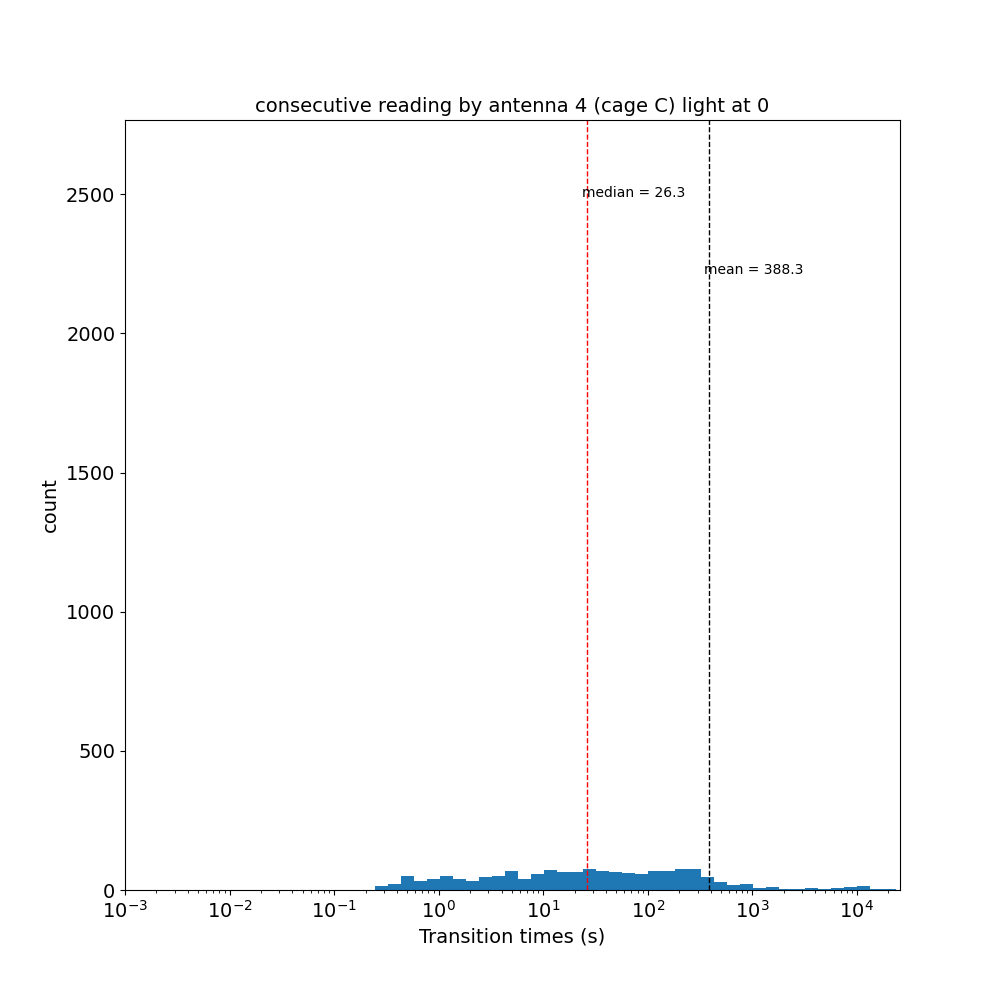 consecutive reading by antenna 4 (cage C) light at 0
2500
median = 26.3
mean = 388.3
2000
1500
count
1000
500
0
10⁻³ 10⁻² 10⁻¹ 10⁰ 10¹ 10² 10³ 10⁴
Transition times (s)